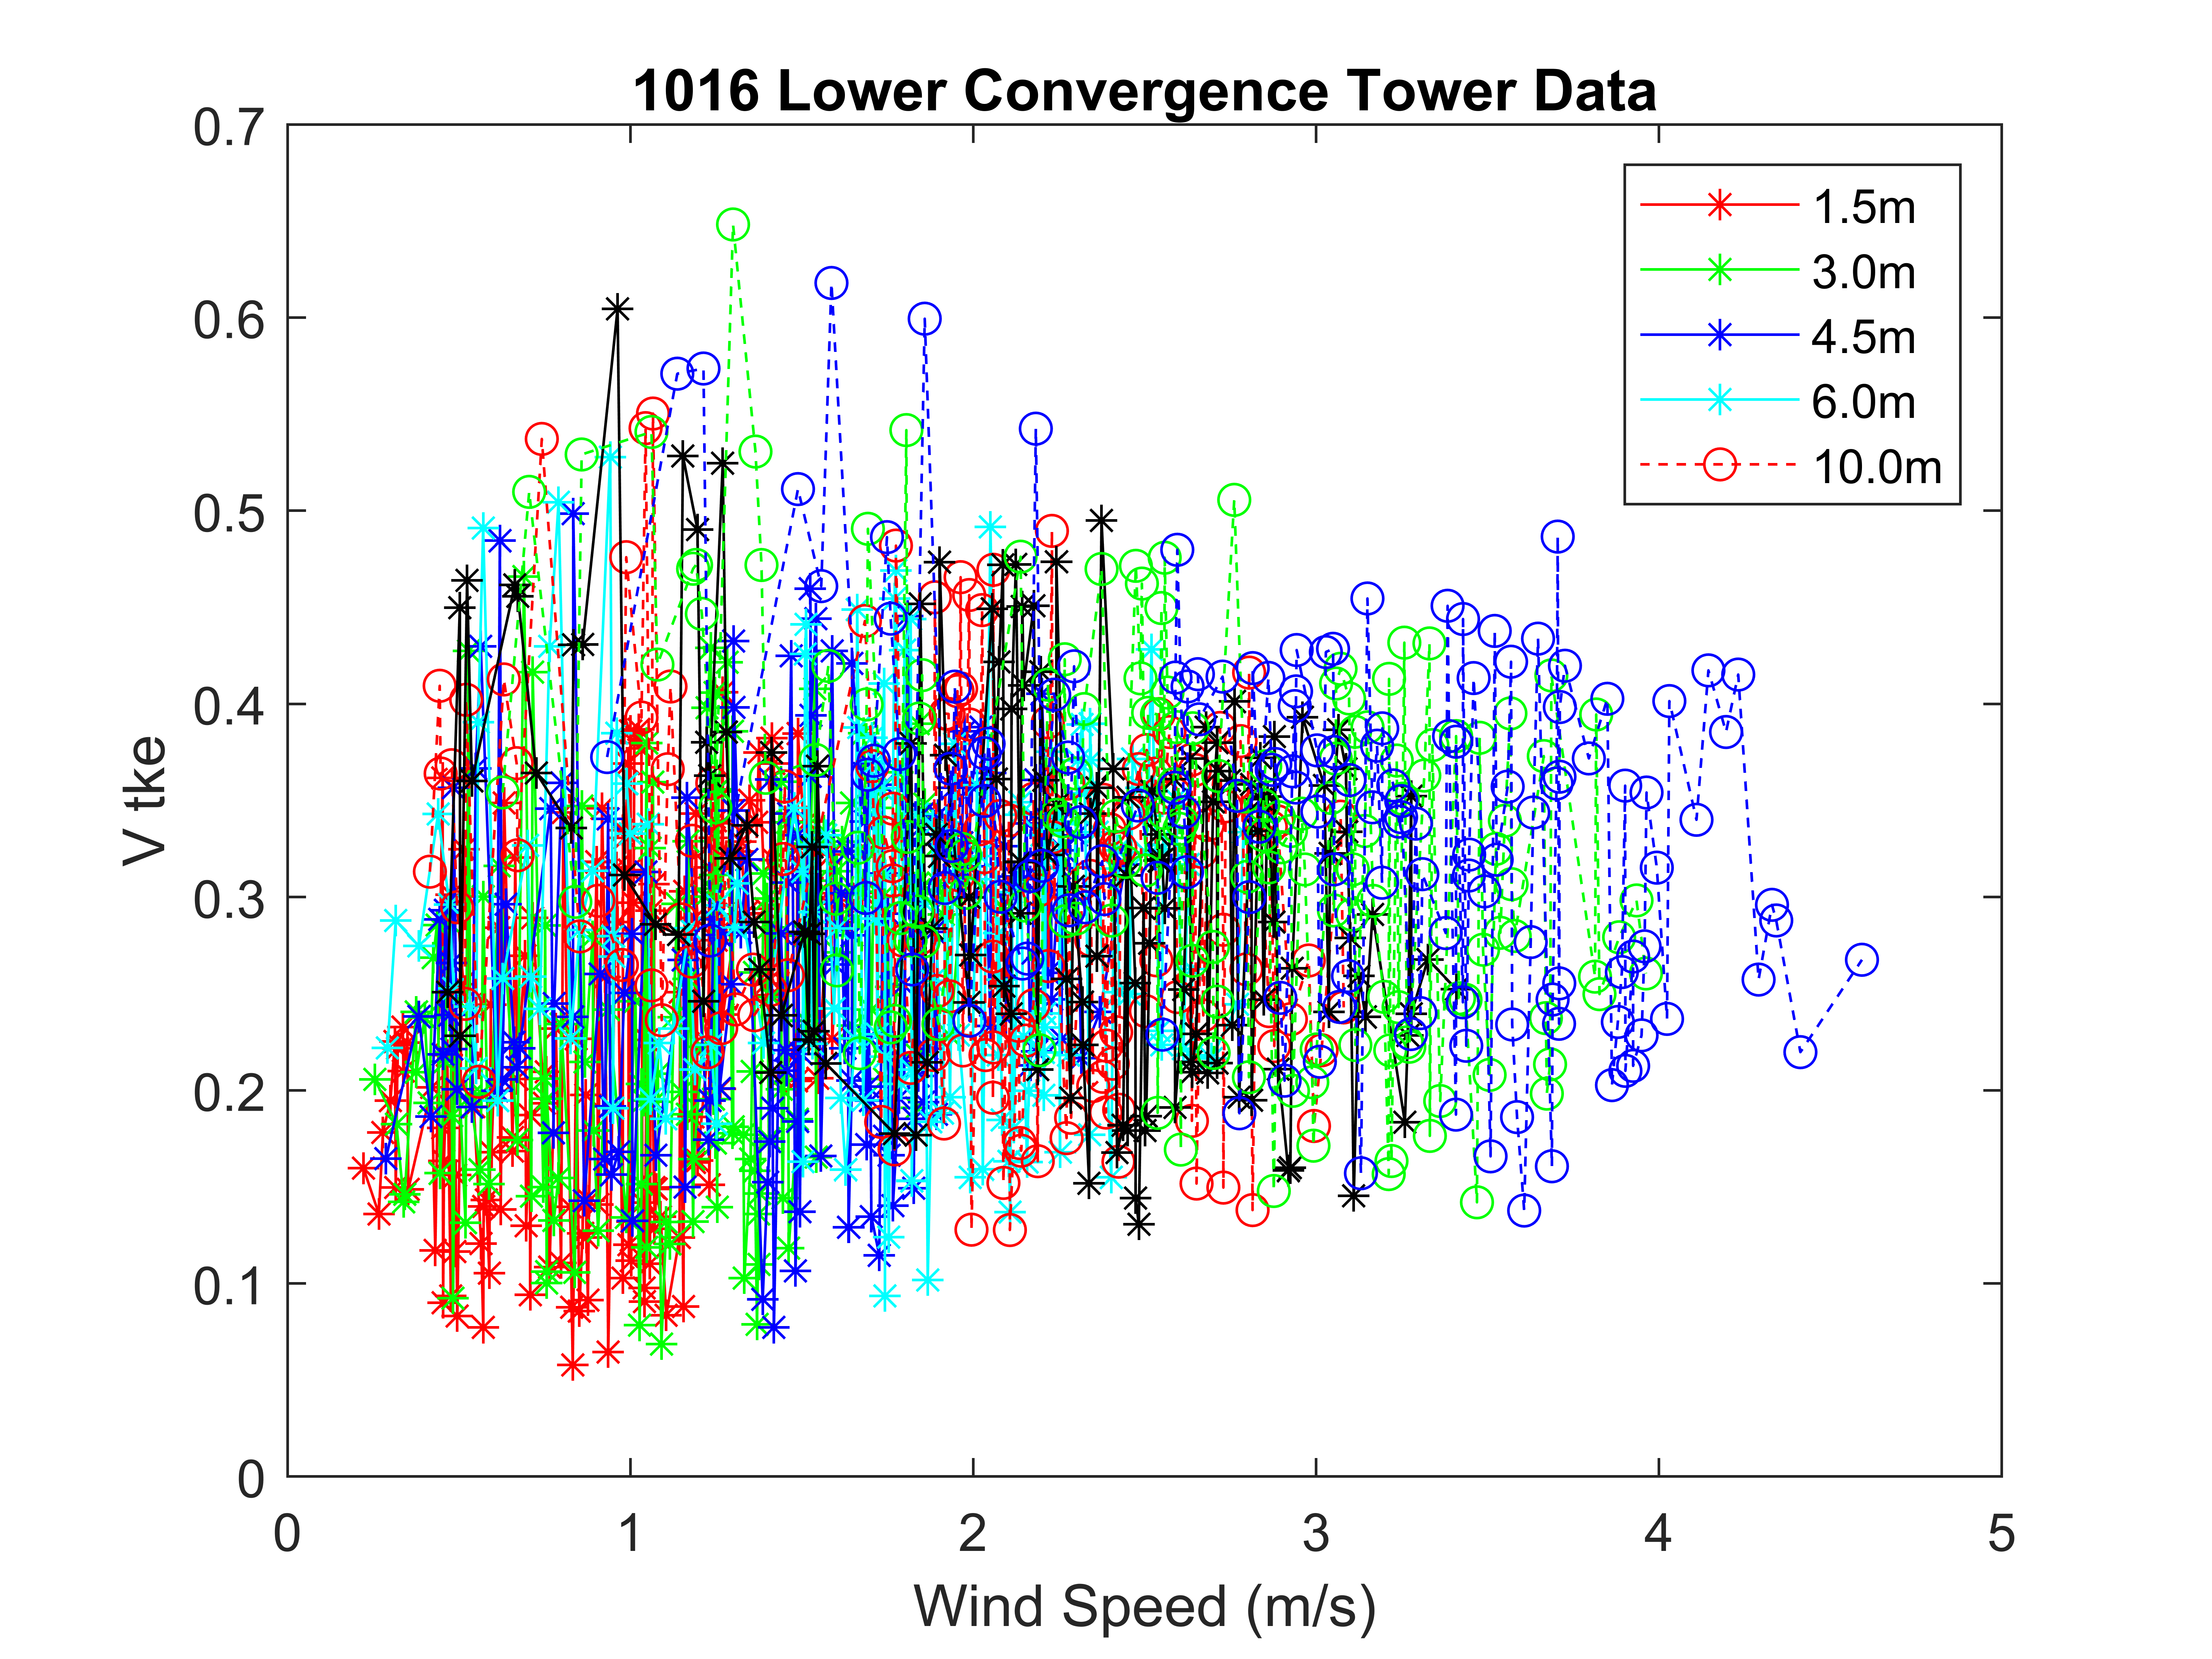 1016 Lower Convergence Tower Data
0.7
0.6
0.5
0.4
0.3
0.2
0.1
0
V tke
1.5m
3.0m
4.5m
6.0m
10.0m
0 1 2 3 4 5
Wind Speed (m/s)